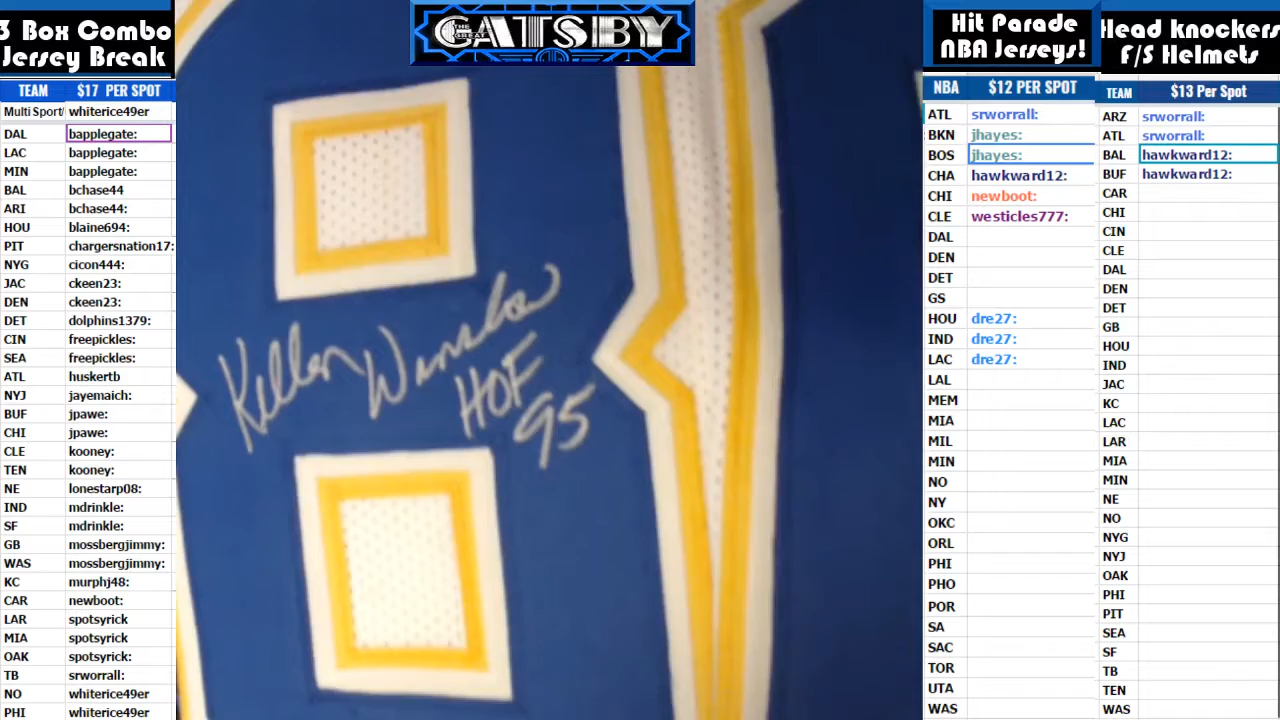 3 Box Combo
Jersey Break
TEAM $17 PER SPOT
Multi Sport/ whiterice49er
DAL bapplegate:
LAC bapplegate:
MIN bapplegate:
BAL bchase44
ARI bchase44:
HOU blaine694:
PIT chargersnation17:
NYG cicon444:
JAC ckeen23:
DEN ckeen23:
DET dolphins1379:
CIN freepickles:
SEA freepickles:
ATL huskertb
NYJ jayemaich:
BUF jpawe:
CHI jpawe:
CLE kooney:
TEN kooney:
NE lonestarp08:
IND mdrinkle:
SF mdrinkle:
GB mossbergjimmy:
WAS mossbergjimmy:
KC murphj48:
CAR newboot:
LAR spotsyrick
MIA spotsyrick
OAK spotsyrick:
TB srworrall:
NO whiterice49er
PHI whiterice49er
THE GREAT GATSBY
Kellen Winslow
HOF
95
Hit Parade
NBA Jerseys!
NBA $12 PER SPOT
ATL srworrall:
BKN jhayes:
BOS jhayes:
CHA hawkward12:
CHI newboot:
CLE westicles777:
DAL
DEN
DET
GS
HOU dre27:
IND dre27:
LAC dre27:
LAL
MEM
MIA
MIL
MIN
NO
NY
OKC
ORL
PHI
PHO
POR
SA
SAC
TOR
UTA
WAS
Head knockers
F/S Helmets
TEAM $13 Per Spot
ARZ srworrall:
ATL srworrall:
BAL hawkward12:
BUF hawkward12:
CAR
CHI
CIN
CLE
DAL
DEN
DET
GB
HOU
IND
JAC
KC
LAC
LAR
MIA
MIN
NE
NO
NYG
NYJ
OAK
PHI
PIT
SEA
SF
TB
TEN
WAS